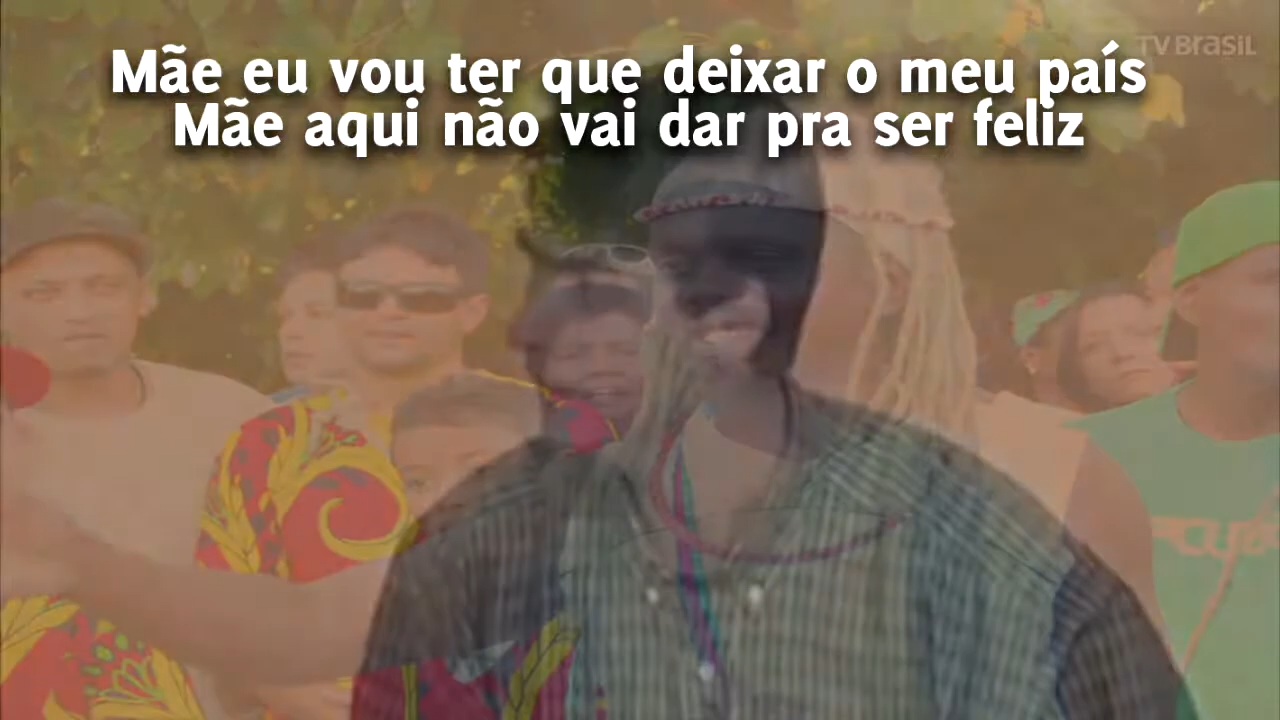 TV BRASIL
Mãe eu vou ter que deixar o meu país
Mãe aqui não vai dar pra ser feliz